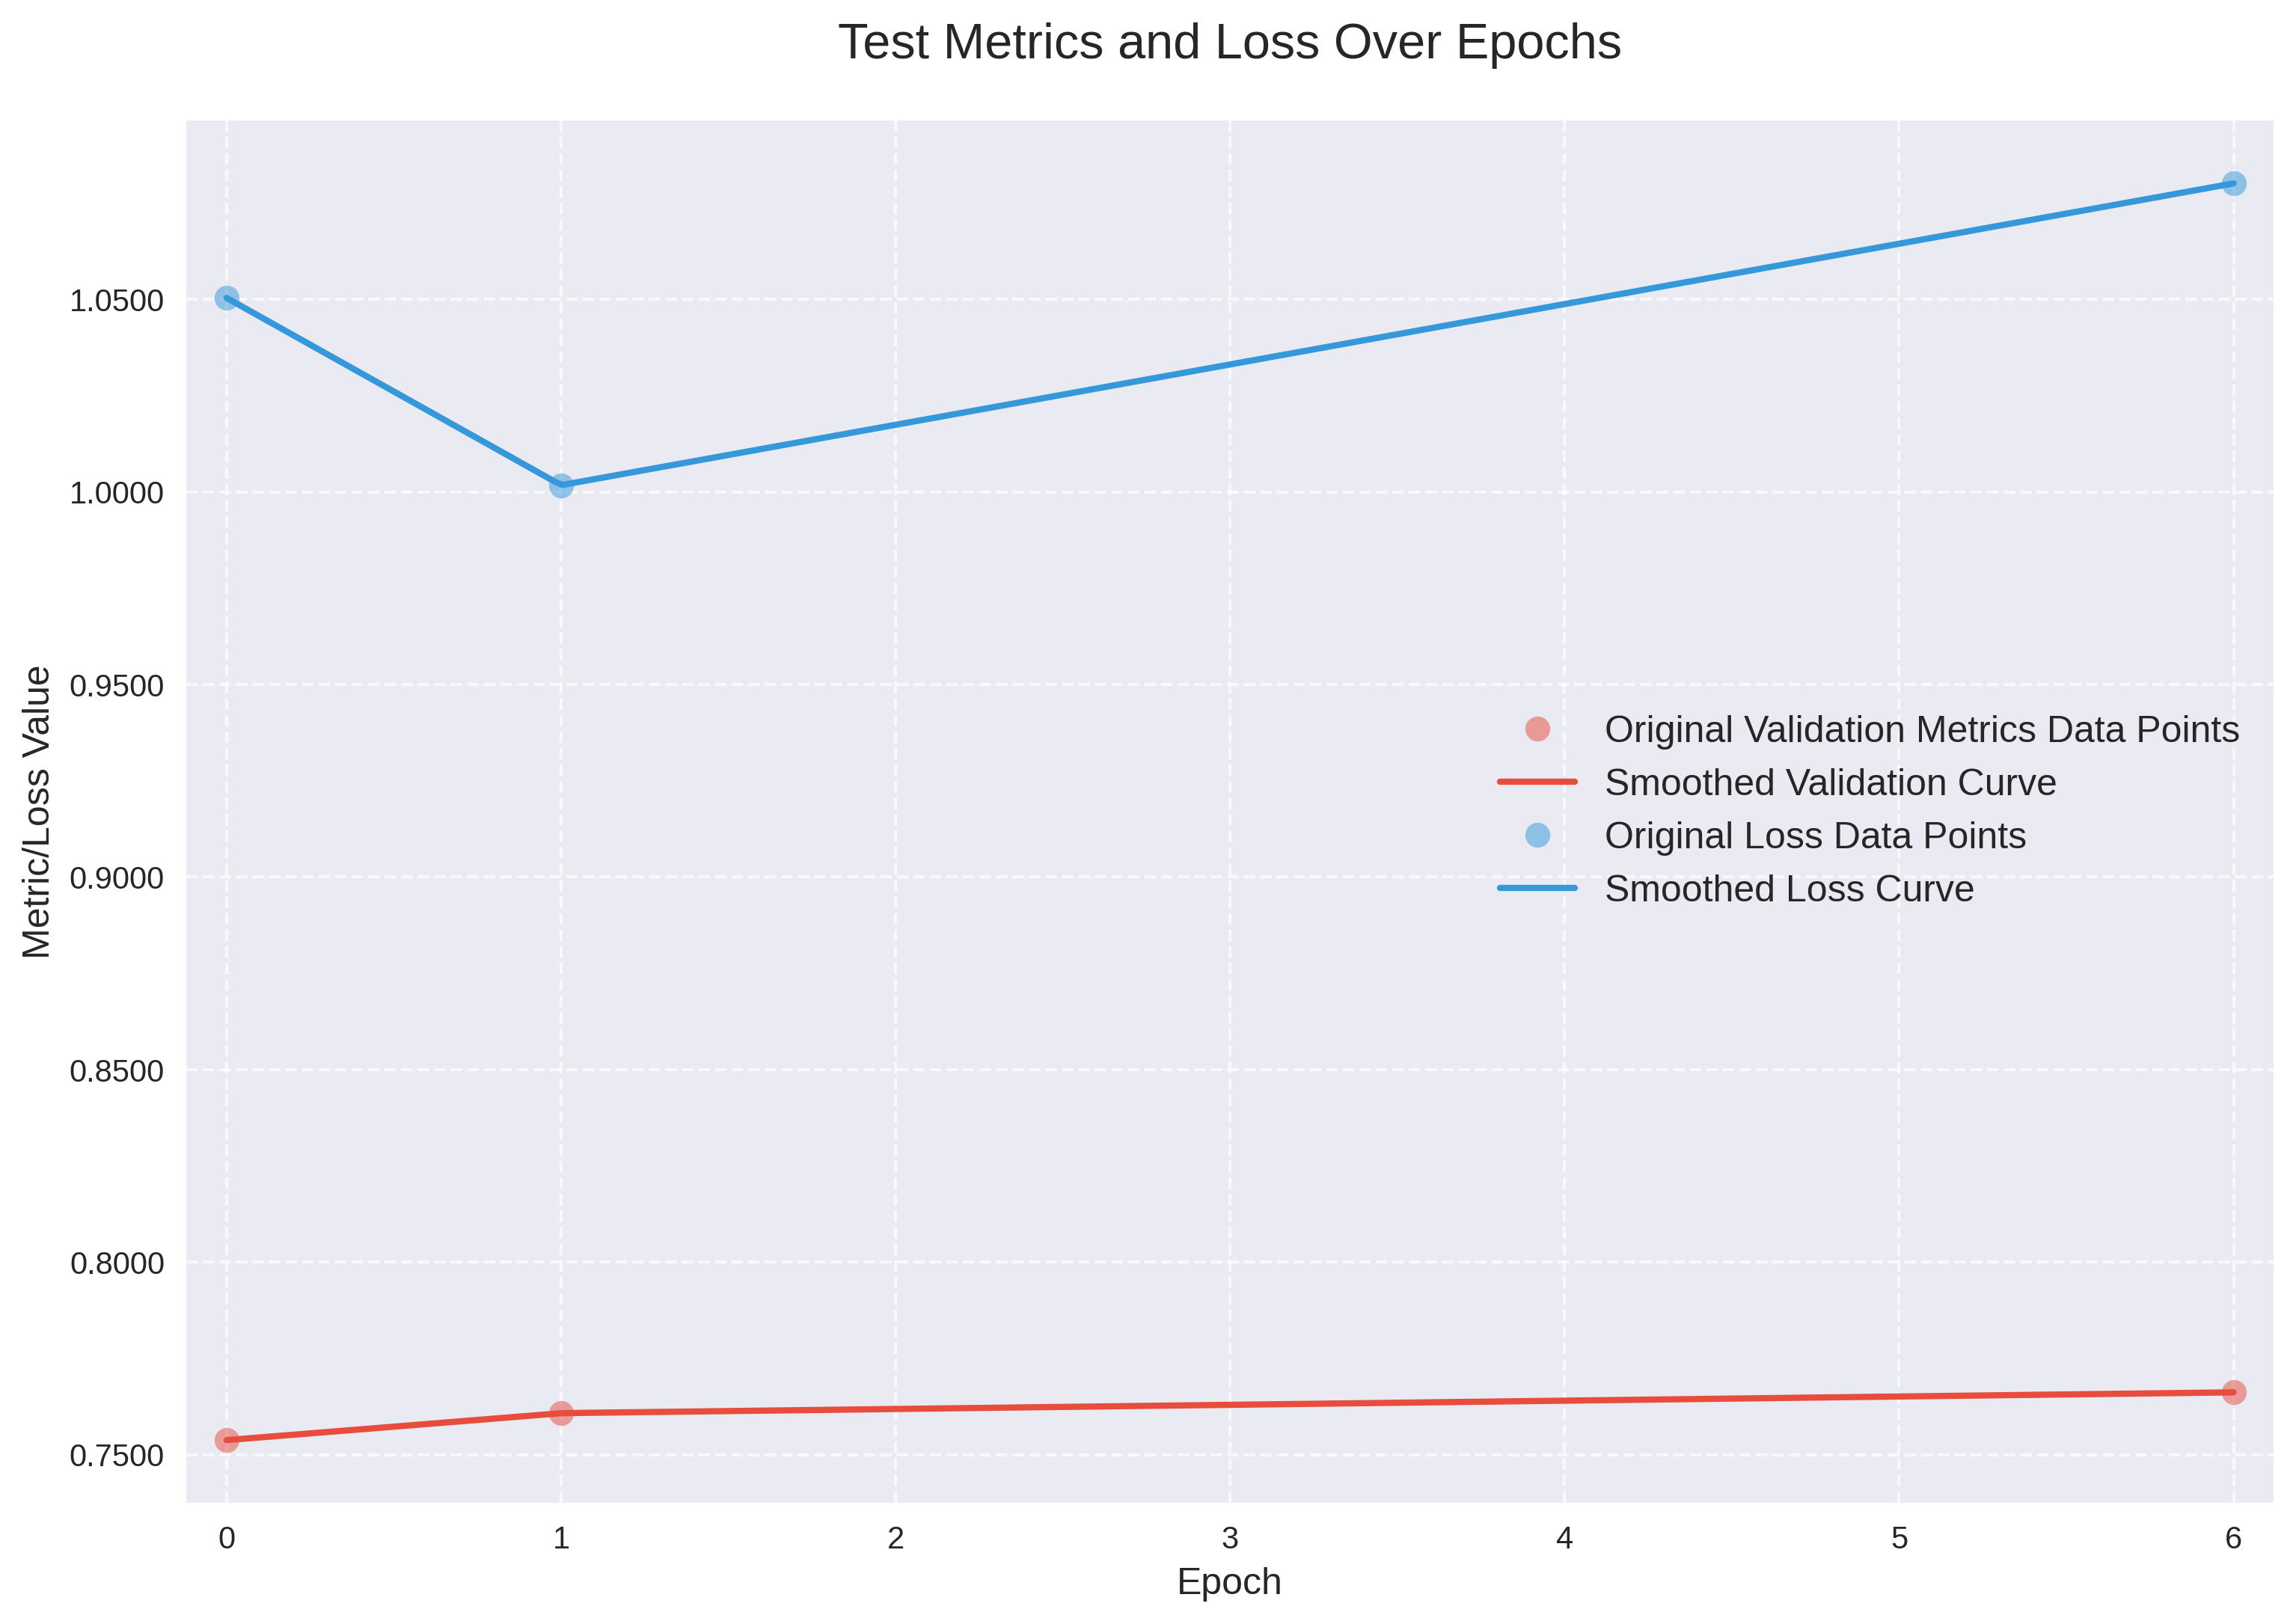 Test Metrics and Loss Over Epochs
1.0500
1.0000
0.9500
0.9000
0.8500
0.8000
0.7500
Metric/Loss Value
Original Validation Metrics Data Points
Smoothed Validation Curve
Original Loss Data Points
Smoothed Loss Curve
0 1 2 3 4 5 6
Epoch